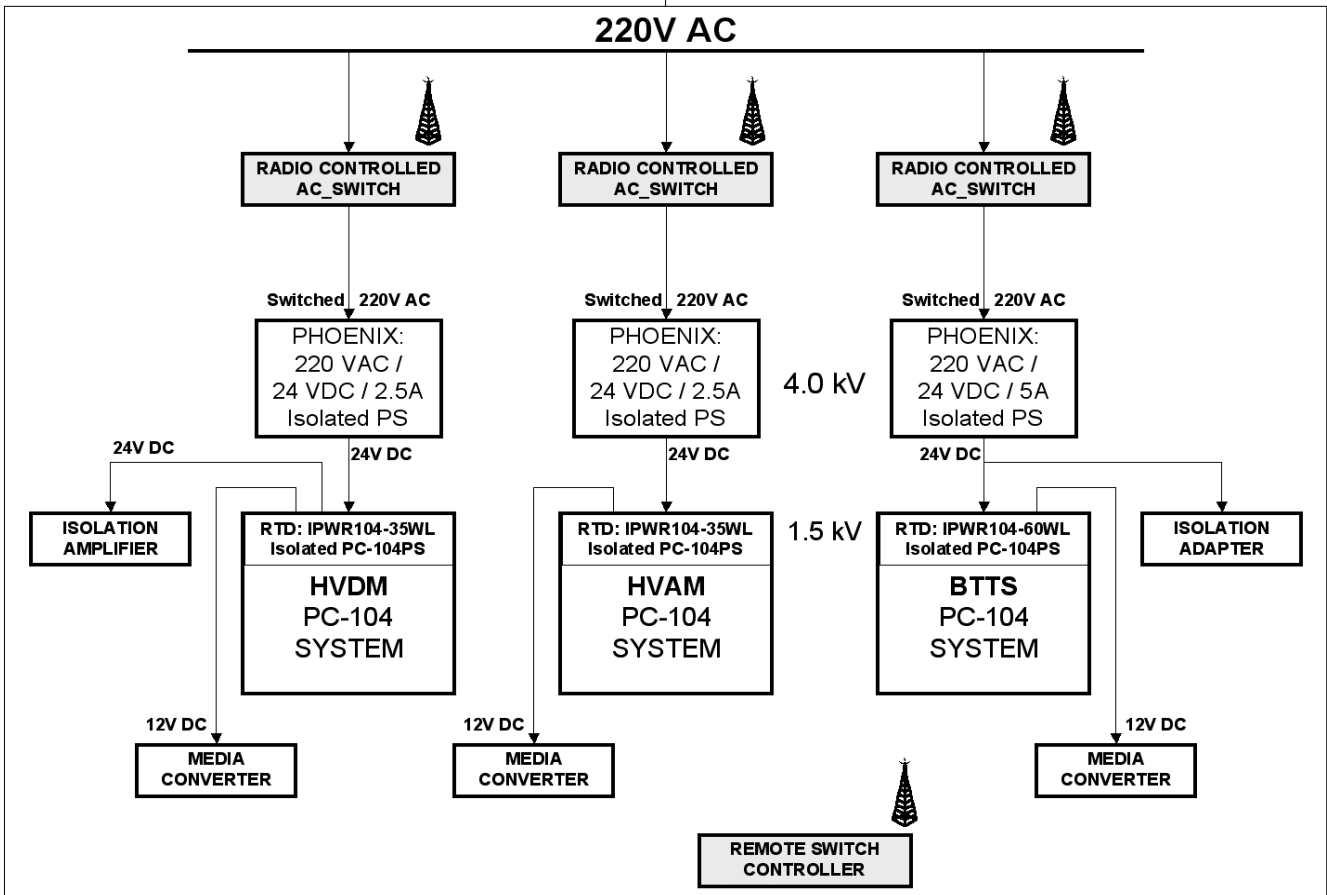 220V AC
RADIO CONTROLLED
AC_SWITCH
RADIO CONTROLLED
AC_SWITCH
RADIO CONTROLLED
AC_SWITCH
Switched 220V AC
Switched 220V AC
Switched 220V AC
PHOENIX:
220 VAC /
24 VDC / 2.5A
Isolated PS
PHOENIX:
220 VAC /
24 VDC / 2.5A
Isolated PS
4.0 kV
PHOENIX:
220 VAC /
24 VDC / 5A
Isolated PS
24V DC
24V DC
24V DC
24V DC
ISOLATION
AMPLIFIER
RTD: IPWR104-35WL
Isolated PC-104PS
HVDM
PC-104
SYSTEM
RTD: IPWR104-35WL
Isolated PC-104PS
HVAM
PC-104
SYSTEM
1.5 kV
RTD: IPWR104-60WL
Isolated PC-104PS
BTTS
PC-104
SYSTEM
ISOLATION
ADAPTER
12V DC
12V DC
12V DC
MEDIA
CONVERTER
MEDIA
CONVERTER
MEDIA
CONVERTER
REMOTE SWITCH
CONTROLLER